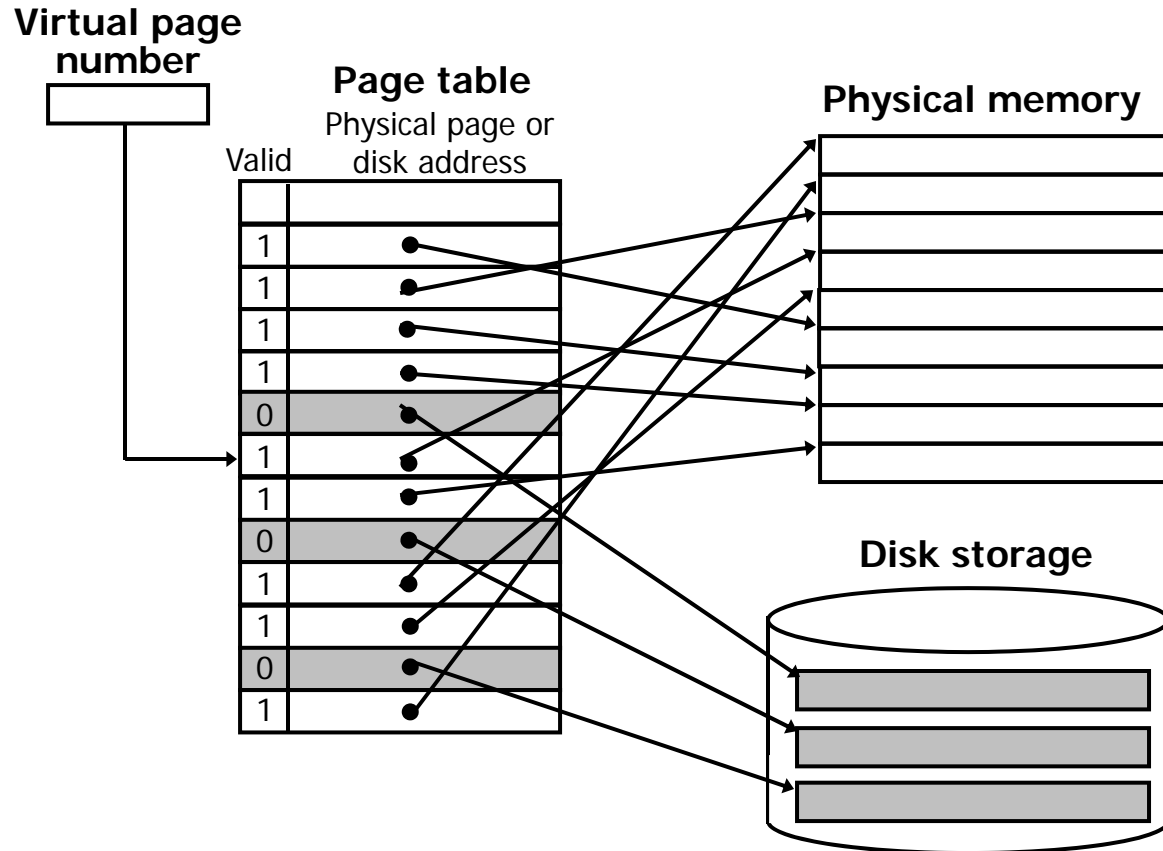 Virtual page
number
Page table
Physical page or
disk address
Valid
Physical memory
1
1
1
1
0
1
1
0
1
1
0
1
Disk storage